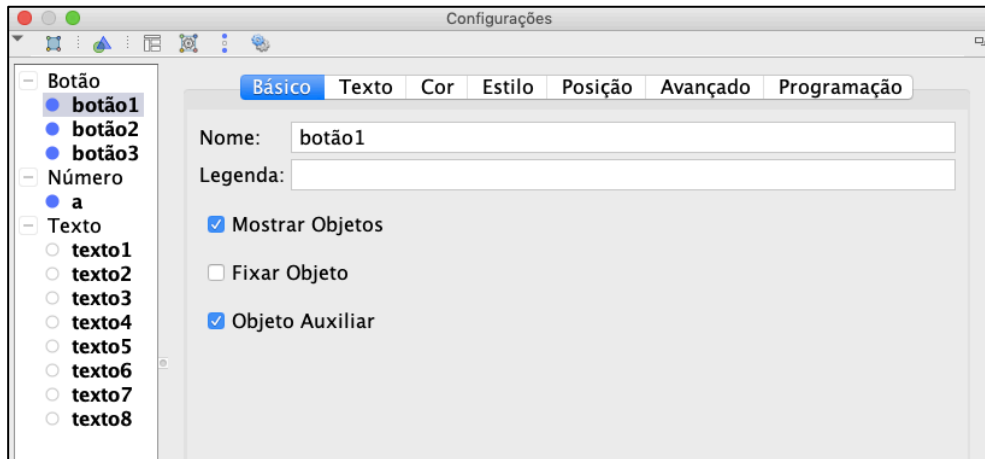 Configurações
Botão
botão1
botão2
botão3
Número
a
Texto
texto1
texto2
texto3
texto4
texto5
texto6
texto7
texto8
Básico Texto Cor Estilo Posição Avançado Programação
Nome: botão1
Legenda:
Mostrar Objetos
Fixar Objeto
Objeto Auxiliar